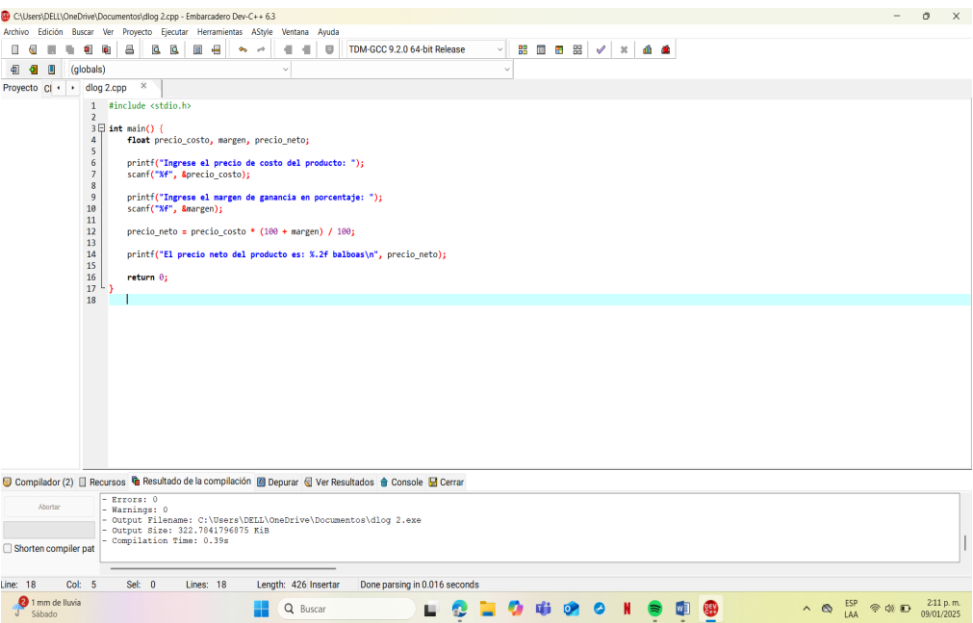 C:\Users\DELL\OneDrive\Documentos\dlog 2.cpp - Embarcadero Dev-C++ 6.3
Archivo Edición Buscar Ver Proyecto Ejecutar Herramientas AStyle Ventana Ayuda
TDM-GCC 9.2.0 64-bit Release
(globals)
Proyecto Cl dlog 2.cpp
1 #include <stdio.h>
2
3 int main() {
4 float precio_costo, margen, precio_neto;
5
6 printf("Ingrese el precio de costo del producto: ");
7 scanf("%f", &precio_costo);
8
9 printf("Ingrese el margen de ganancia en porcentaje: ");
10 scanf("%f", &margen);
11
12 precio_neto = precio_costo * (100 + margen) / 100;
13
14 printf("El precio neto del producto es: %.2f balboas\n", precio_neto);
15
16 return 0;
17 }
18
Compilador (2) Recursos Resultado de la compilación Depurar Ver Resultados Console Cerrar
Abortar
Shorten compiler pat
- Errors: 0
- Warnings: 0
- Output Filename: C:\Users\DELL\OneDrive\Documentos\dlog 2.exe
- Output Size: 322.7841796875 KiB
- Compilation Time: 0.39s
Line: 18 Col: 5 Sel: 0 Lines: 18 Length: 426 Insertar Done parsing in 0.016 seconds
2 1 mm de lluvia
Sábado
Buscar
N
W
DEV C++
ESP
LAA
2:11 p. m.
09/01/2025